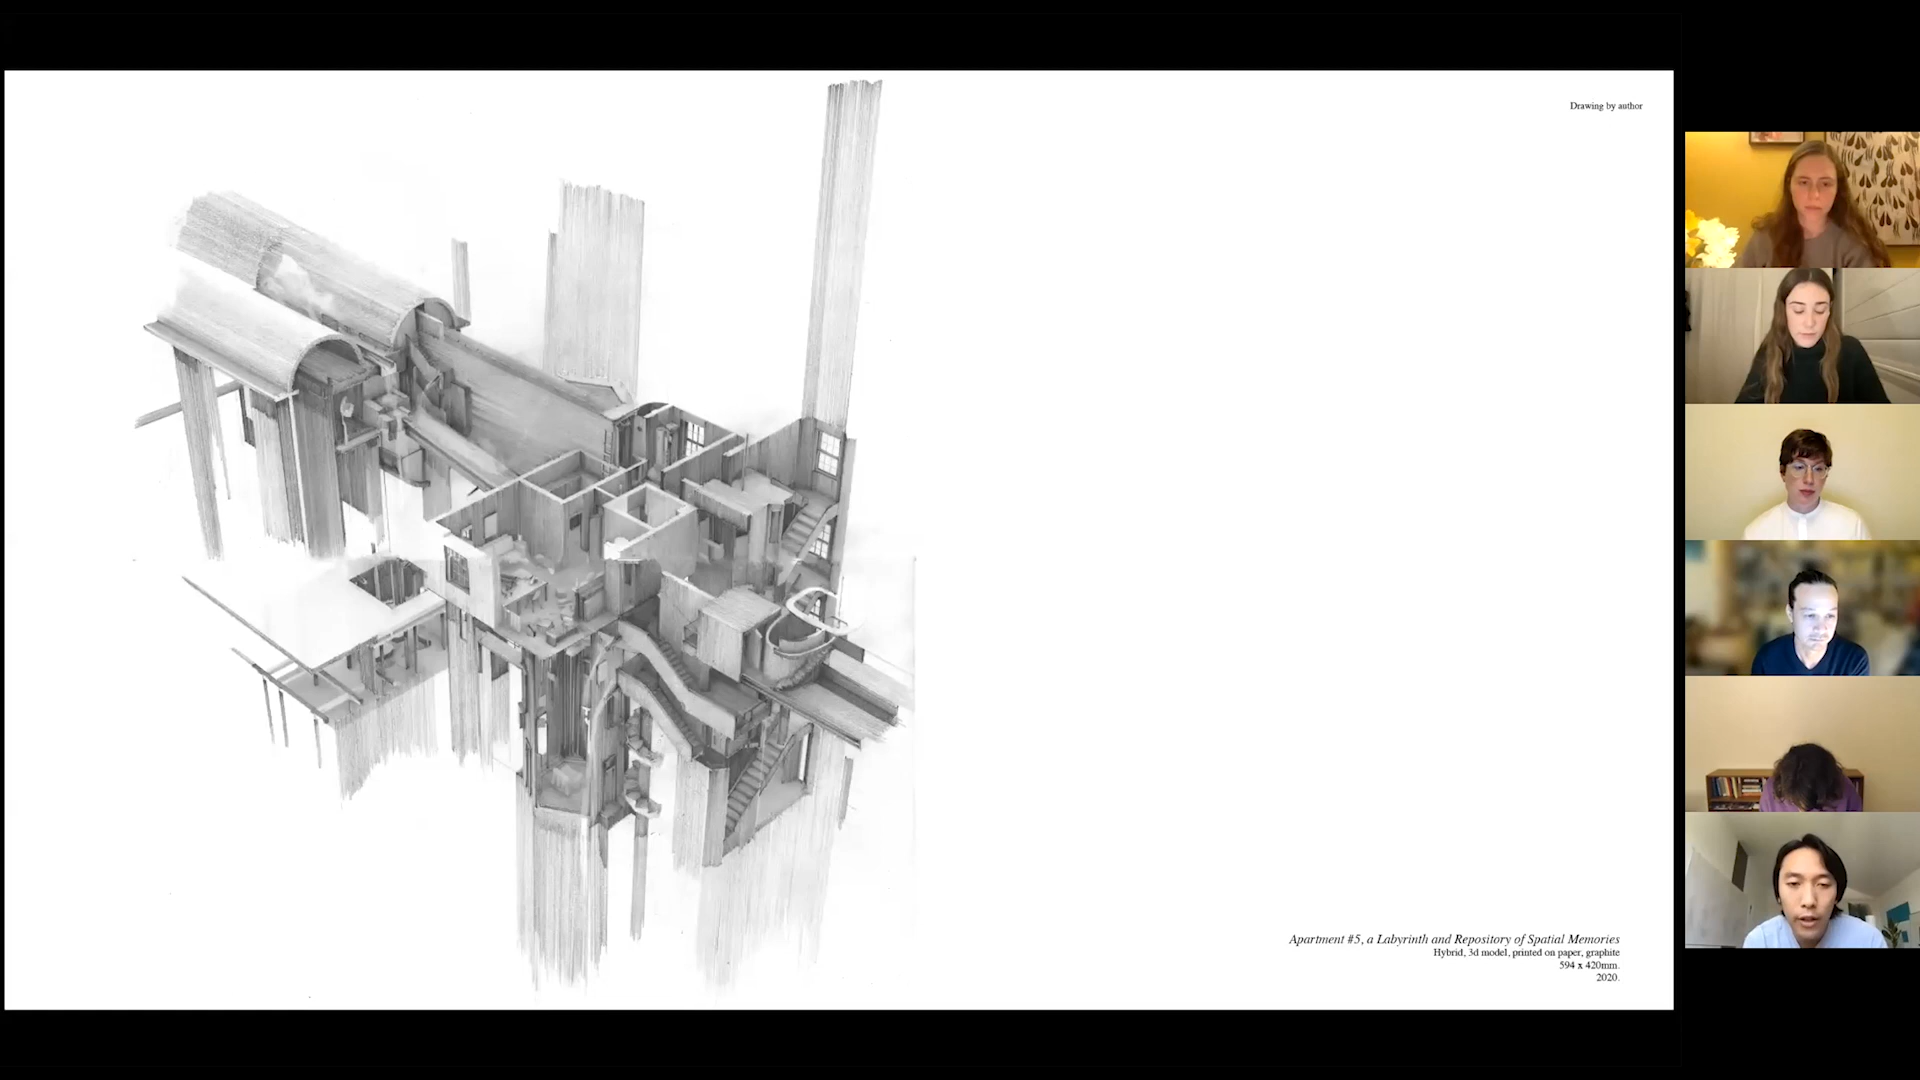 Drawing by author
Apartment #5, a Labyrinth and Repository of Spatial Memories
Hybrid, 3d model, printed on paper, graphite
594 x 420mm.
2020.